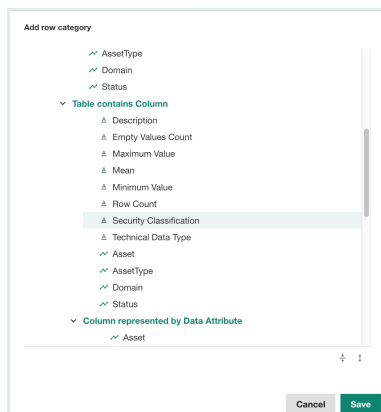 Add row category
AssetType
Domain
Status
Table contains Column
Description
Empty Values Count
Maximum Value
Mean
Minimum Value
Row Count
Security Classification
Technical Data Type
Asset
AssetType
Domain
Status
Column represented by Data Attribute
Asset
Cancel Save